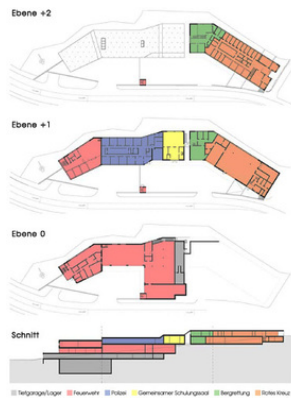 Ebene +2
Ebene +1
Ebene 0
Schnitt
Tiefgarage/Lager Feuerwehr Polizei Gemeinsamer Schulungssaal Bergrettung Rotes Kreuz